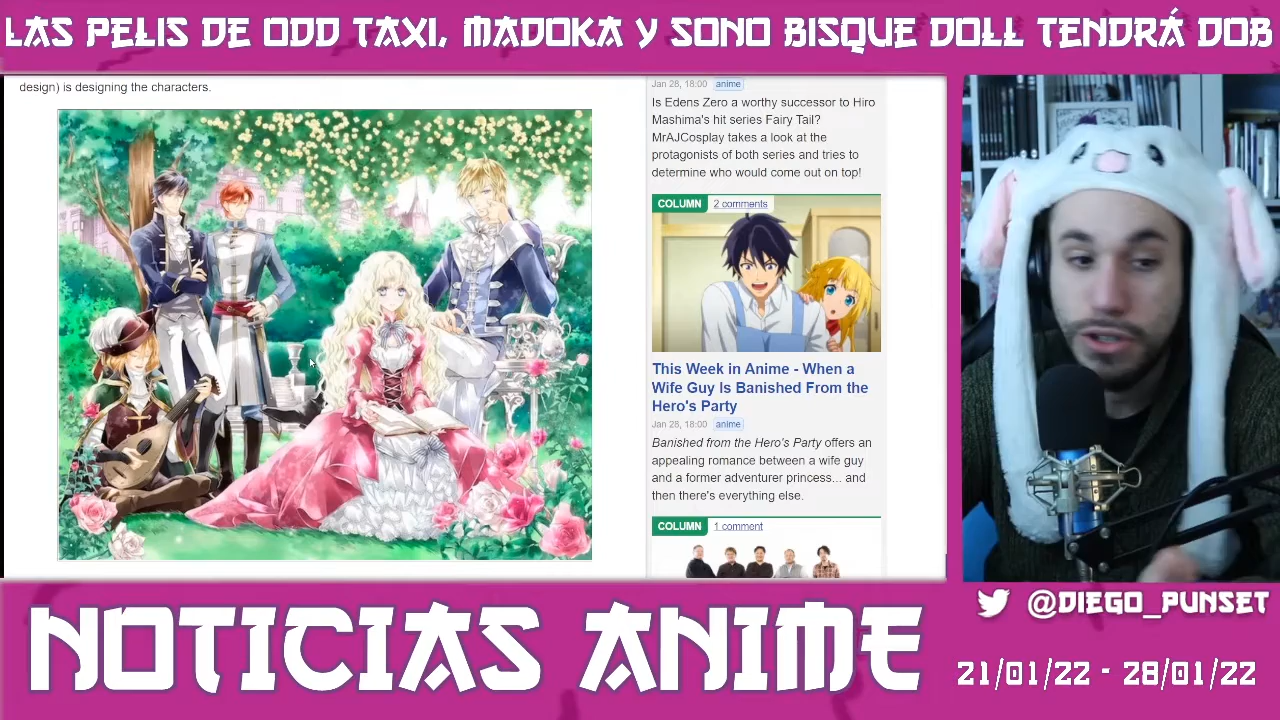 LAS PELIS DE ODD TAXI, MADOKA Y SONO BISQUE DOLL TENDRÁ DOB
design) is designing the characters.
Jan 28, 18:00 anime
Is Edens Zero a worthy successor to Hiro
Mashima's hit series Fairy Tail?
MrAJCosplay takes a look at the
protagonists of both series and tries to
determine who would come out on top!
COLUMN 2 comments
This Week in Anime - When a
Wife Guy Is Banished From the
Hero's Party
Jan 28, 18:00 anime
Banished from the Hero's Party offers an
appealing romance between a wife guy
and a former adventurer princess... and
then there's everything else.
COLUMN 1 comment
NOTICIAS ANIME
@DIEGO_PUNSET
21/01/22 - 28/01/22